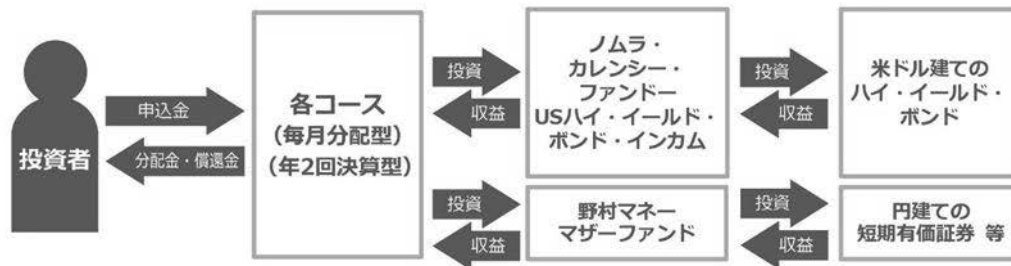 投資者
申込金
分配金・償還金
各コース
（毎月分配型）
（年2回決算型）
投資
収益
ノムラ・
カレンシー・
ファンドー
USハイ・イールド・
ボンド・インカム
投資
収益
米ドル建ての
ハイ・イールド・
ボンド
投資
収益
野村マネー
マザーファンド
投資
収益
円建ての
短期有価証券 等